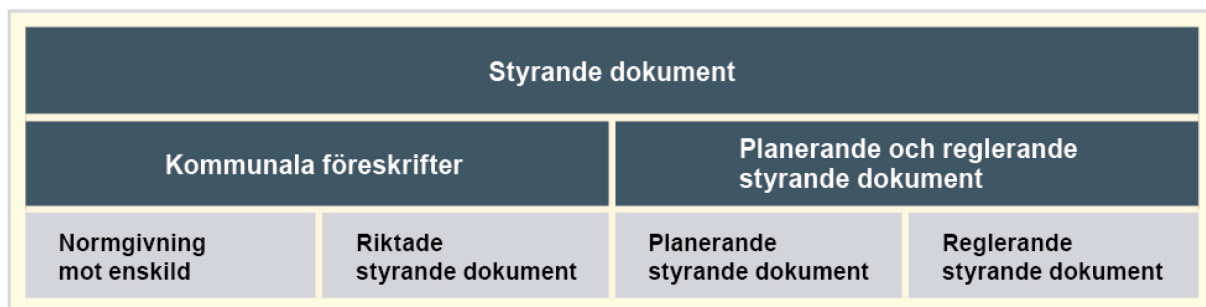 Styrande dokument
Kommunala föreskrifter
Planerande och reglerande
styrande dokument
Normgivning
mot enskild
Riktade
styrande dokument
Planerande
styrande dokument
Reglerande
styrande dokument